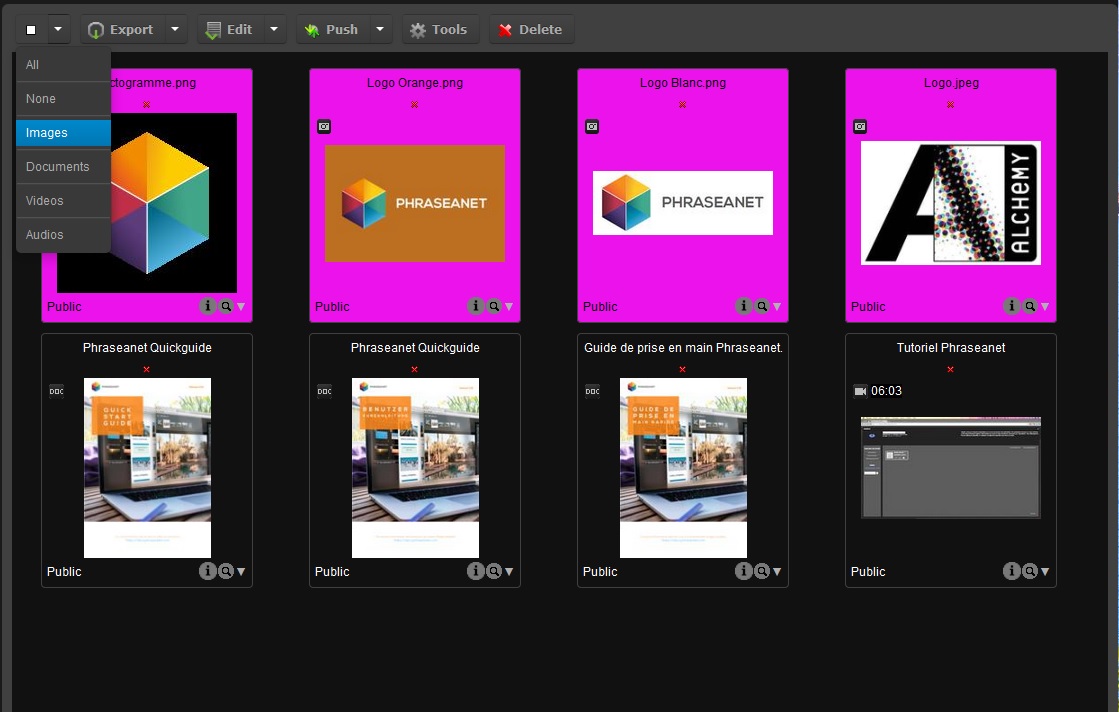 Export
Edit
Push
Tools
Delete
All
None
Images
Documents
Videos
Audios
ctogramme.png
Public
Logo Orange.png
PHRASEANET
Public
Logo Blanc.png
PHRASEANET
Public
Logo.jpeg
ALCHEMY
Public
Phraseanet Quickguide
DOC
QUICK
START
GUIDE
Public
Phraseanet Quickguide
DOC
BENUTZER
Public
Guide de prise en main Phraseanet.
DOC
GUIDE DE
PRISE EN
MAIN RAPIDE
Public
Tutoriel Phraseanet
06:03
Public